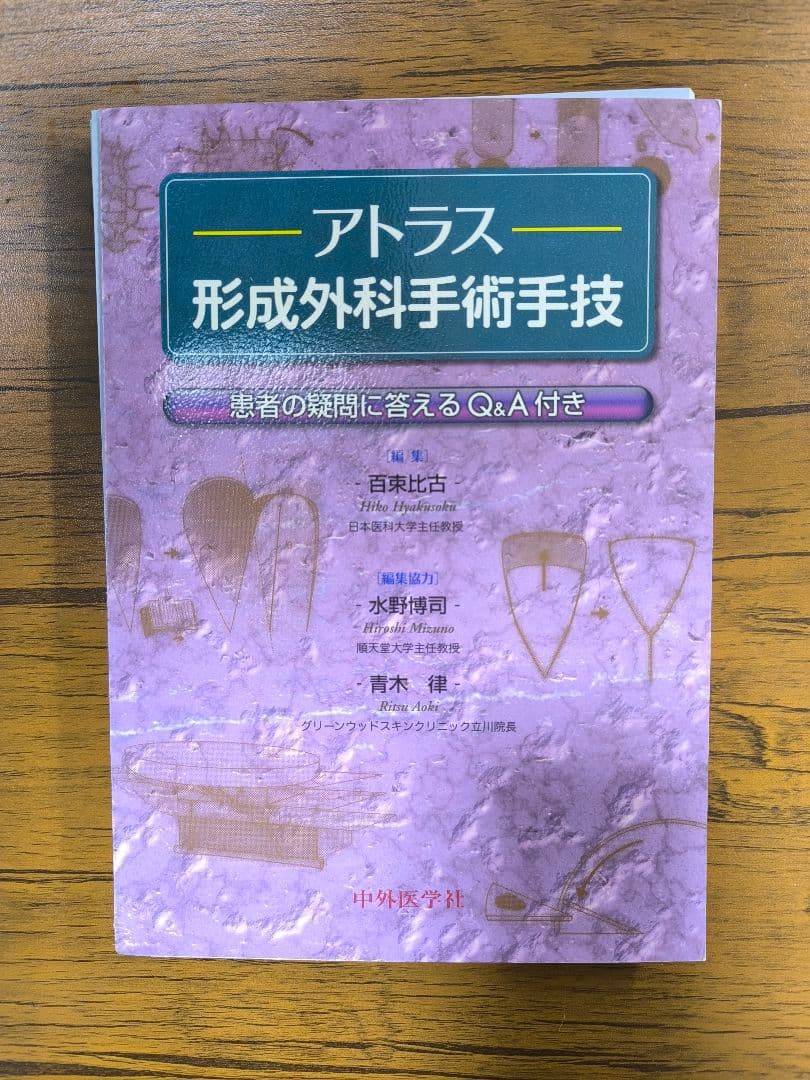 アトラス
形成外科手術手技
患者の疑問に答える Q&A 付き
[編 集]
- 百束比古 -
Hiko Hyakusoku
日本医科大学主任教授
[編集協力]
- 水野博司 -
Hiroshi Mizuno
順天堂大学主任教授
- 青木 律 -
Ritsu Aoki
グリーンウッドスキンクリニック立川院長
中外医学社